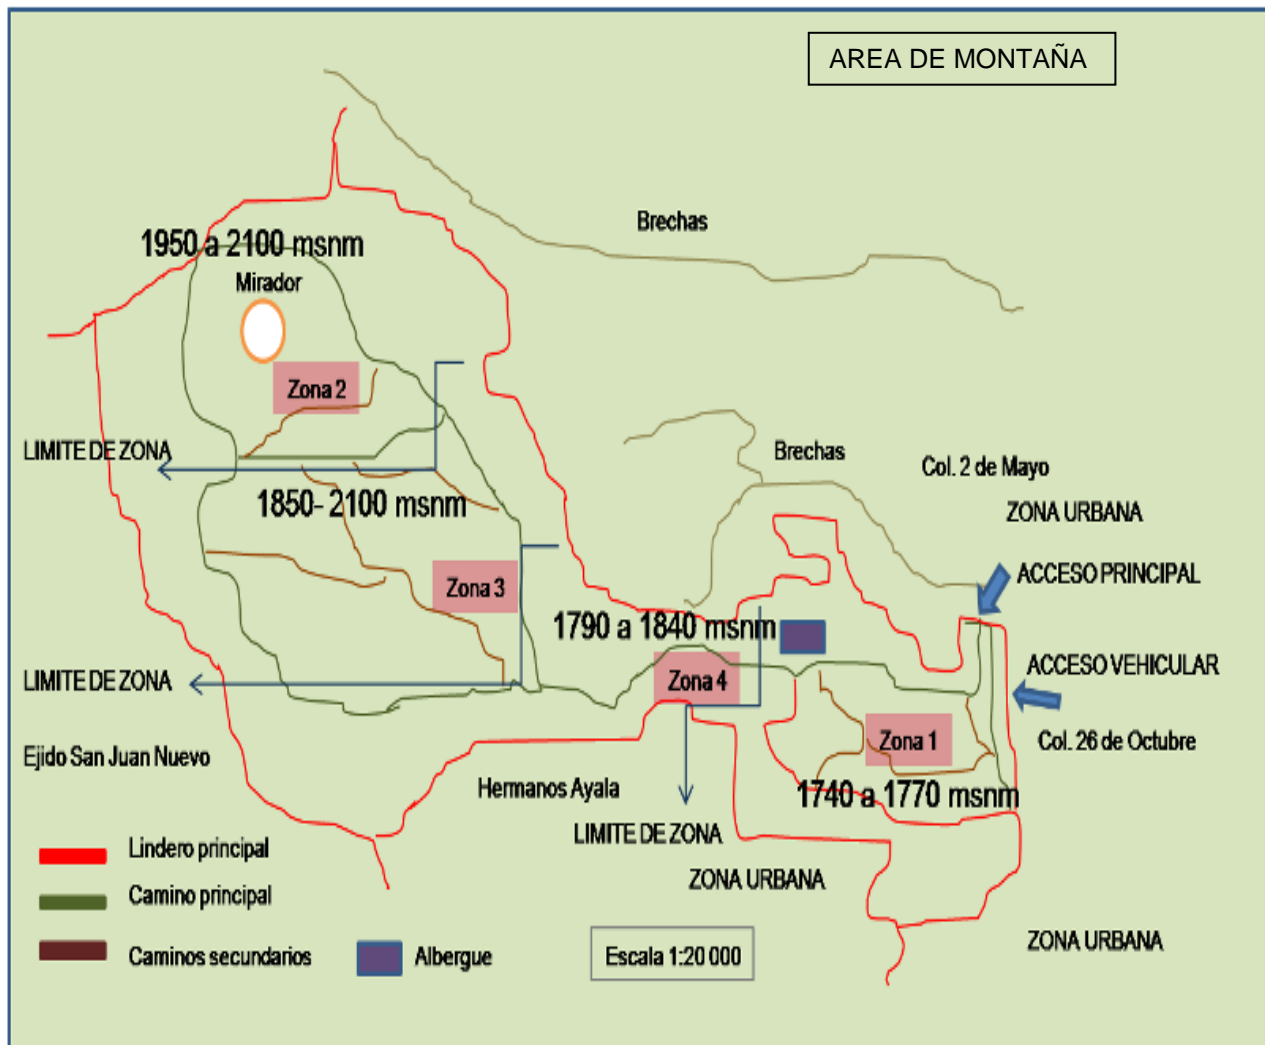 AREA DE MONTAÑA
Brechas
1950 a 2100 msnm
Mirador
Zona 2
LIMITE DE ZONA
1850- 2100 msnm
Brechas
Col. 2 de Mayo
ZONA URBANA
ACCESO PRINCIPAL
Zona 3
1790 a 1840 msnm
LIMITE DE ZONA
Zona 4
ACCESO VEHICULAR
Zona 1
Col. 26 de Octubre
Ejido San Juan Nuevo
Hermanos Ayala
1740 a 1770 msnm
LIMITE DE ZONA
ZONA URBANA
ZONA URBANA
Lindero principal
Camino principal
Caminos secundarios
Albergue
Escala 1:20 000